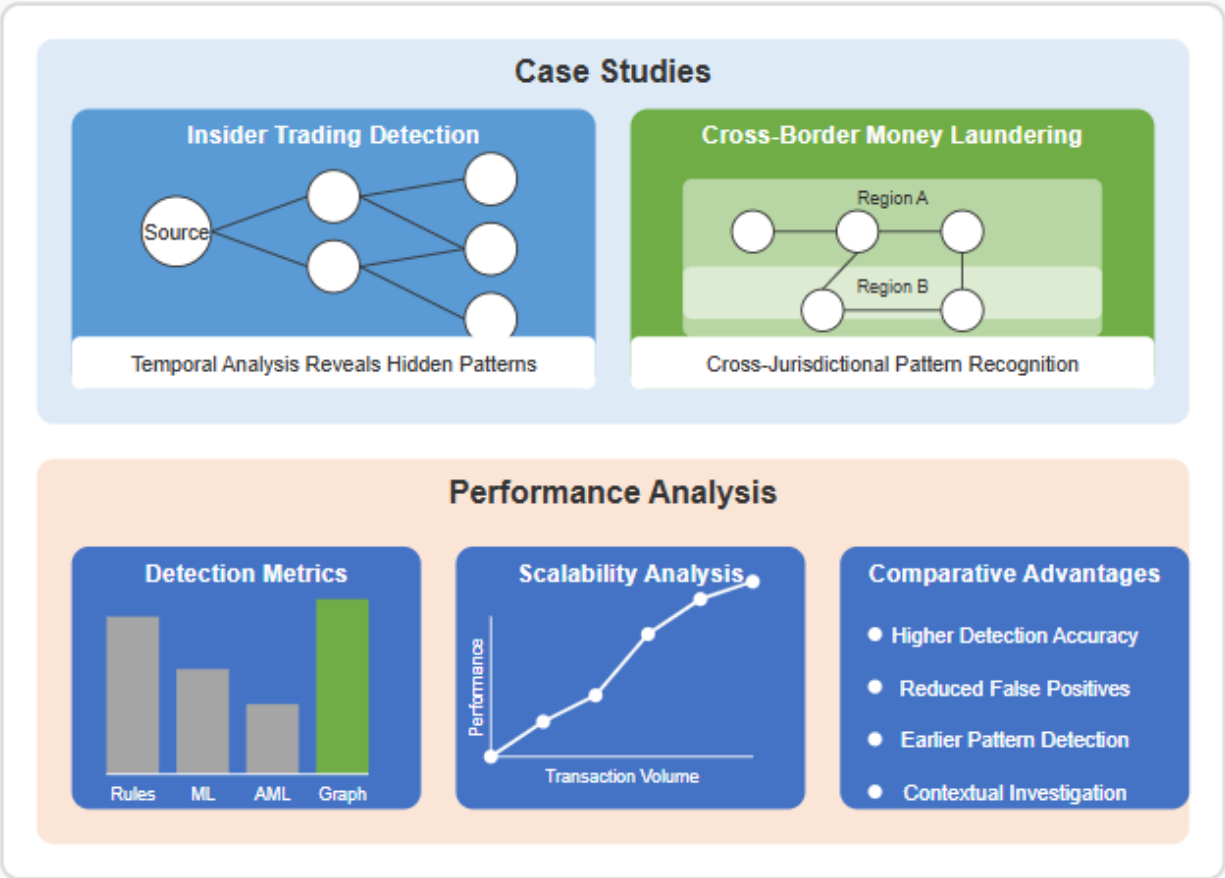 Case Studies
Insider Trading Detection
Source
Temporal Analysis Reveals Hidden Patterns
Cross-Border Money Laundering
Region A
Region B
Cross-Jurisdictional Pattern Recognition
Performance Analysis
Detection Metrics
Rules
ML
AML
Graph
Scalability Analysis
Performance
Transaction Volume
Comparative Advantages
Higher Detection Accuracy
Reduced False Positives
Earlier Pattern Detection
Contextual Investigation